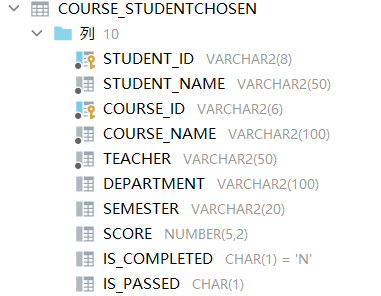 COURSE_STUDENTCHOSEN
列 10
STUDENT_ID VARCHAR2(8)
STUDENT_NAME VARCHAR2(50)
COURSE_ID VARCHAR2(6)
COURSE_NAME VARCHAR2(100)
TEACHER VARCHAR2(50)
DEPARTMENT VARCHAR2(100)
SEMESTER VARCHAR2(20)
SCORE NUMBER(5,2)
IS_COMPLETED CHAR(1) = 'N'
IS_PASSED CHAR(1)